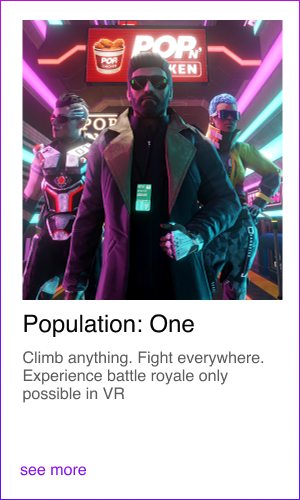 POP N'
CHICKEN
POP
Population: One
Climb anything. Fight everywhere.
Experience battle royale only
possible in VR
see more